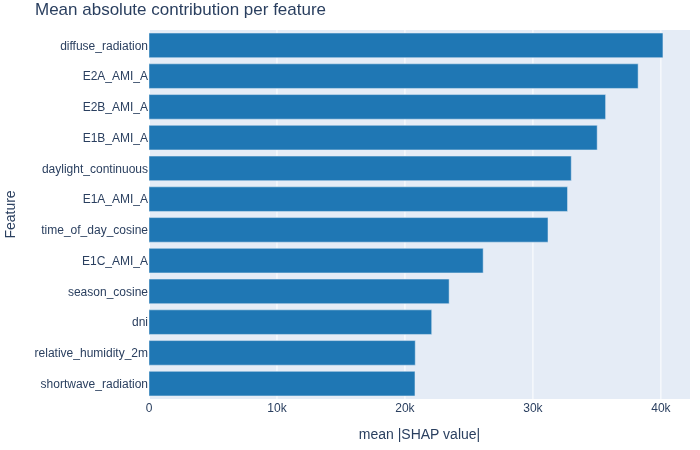 Mean absolute contribution per feature
diffuse_radiation
E2A_AMI_A
E2B_AMI_A
E1B_AMI_A
daylight_continuous
E1A_AMI_A
time_of_day_cosine
E1C_AMI_A
season_cosine
dni
relative_humidity_2m
shortwave_radiation
Feature
0 10k 20k 30k 40k
mean |SHAP value|